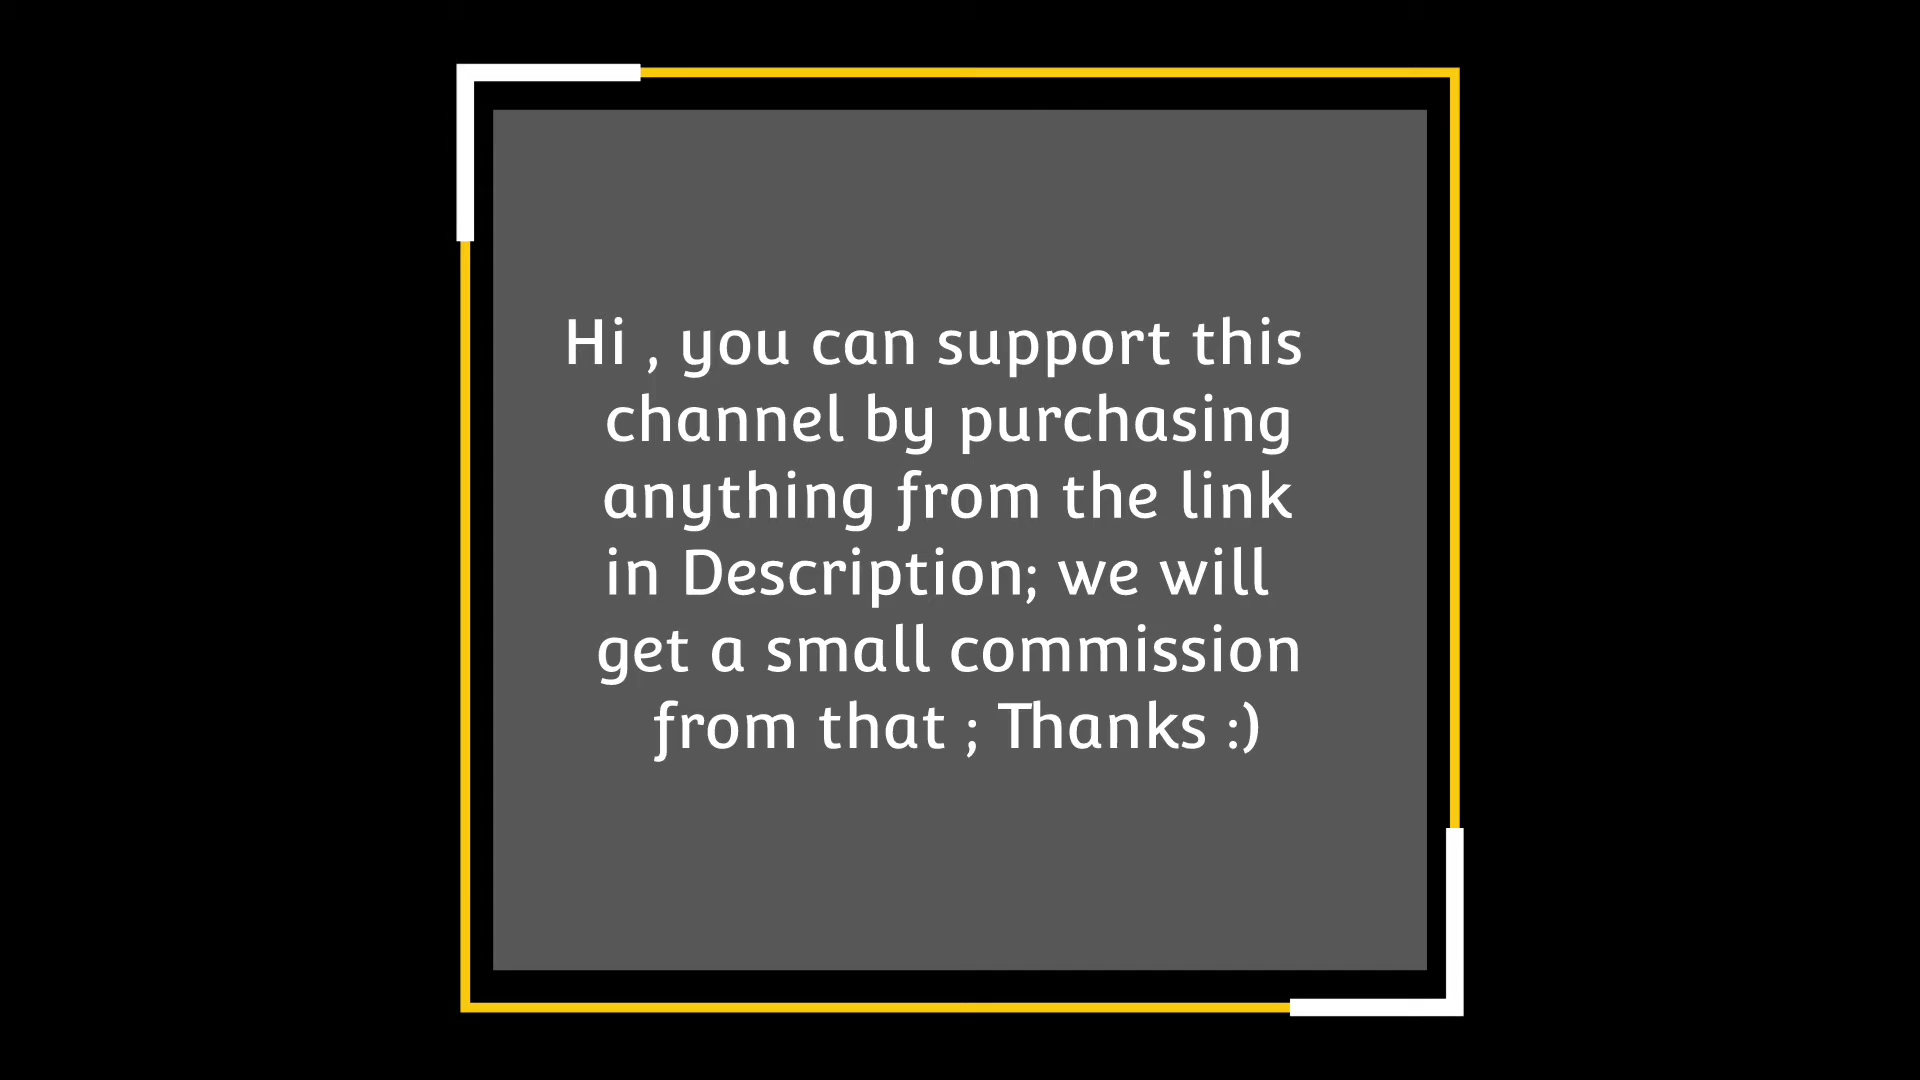 Hi , you can support this
channel by purchasing
anything from the link
in Description; we will
get a small commission
from that ; Thanks :)